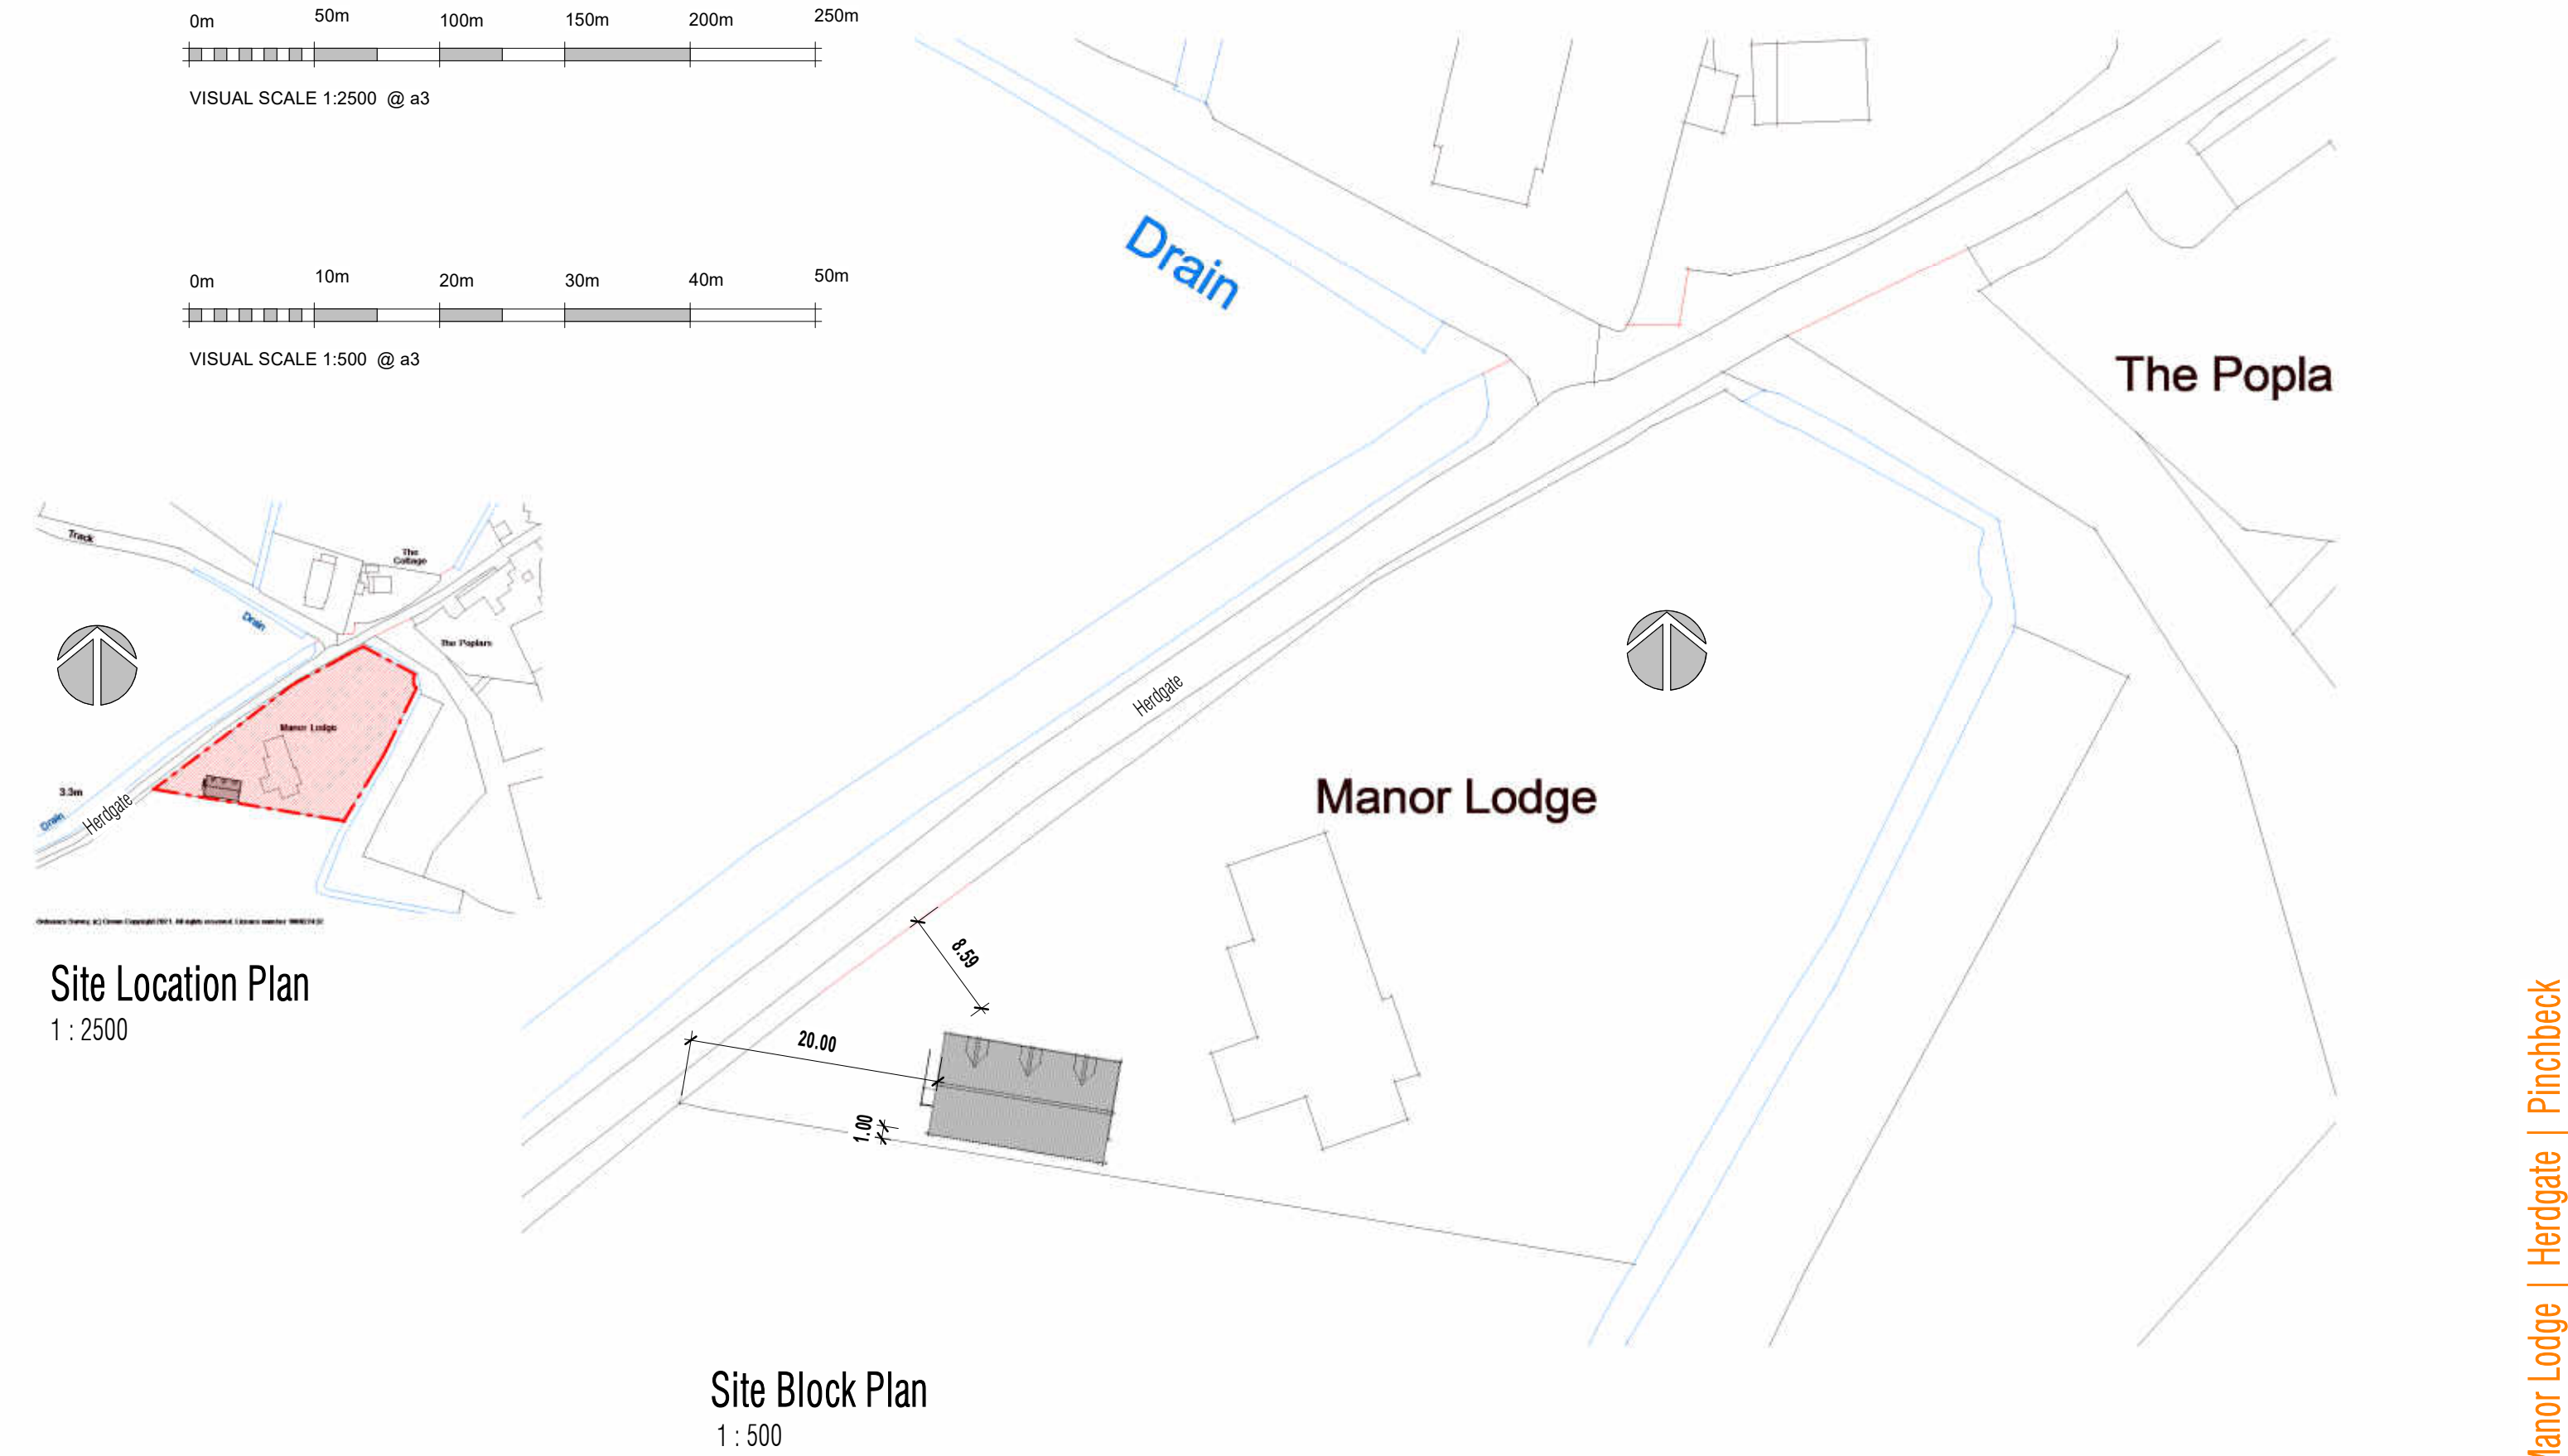 0m 50m 100m 150m 200m 250m
VISUAL SCALE 1:2500 @ a3
0m 10m 20m 30m 40m 50m
VISUAL SCALE 1:500 @ a3
Track
The
Cottage
Drain
The Poplars
Manor Lodge
3.3m
Drain
Herdgate
Site Location Plan
1 : 2500
Drain
The Popla
Herdgate
Manor Lodge
8.59
20.00
1.00
Site Block Plan
1 : 500
Manor Lodge | Herdgate | Pinchbeck